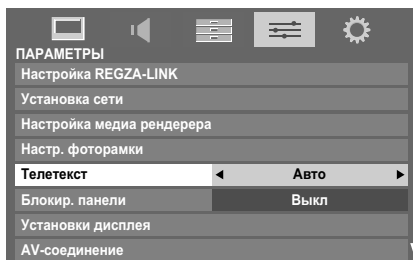 ПАРАМЕТРЫ
Настройка REGZA-LINK
Установка сети
Настройка медиа рендерера
Настр. фоторамки
Телетекст ◀ Авто ▶
Блокир. панели Выкл
Установки дисплея
AV-соединение